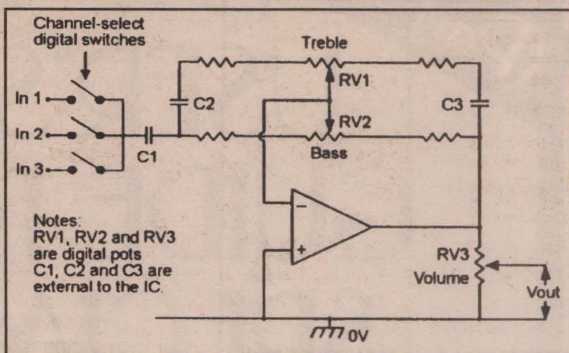 Channel-select
digital switches
Treble
RV1
In 1
C2
C3
RV2
In 2
C1
Bass
In 3
−
Notes:
RV1, RV2 and RV3
are digital pots
C1, C2 and C3 are
external to the IC.
+
RV3
Volume
Vout
0V